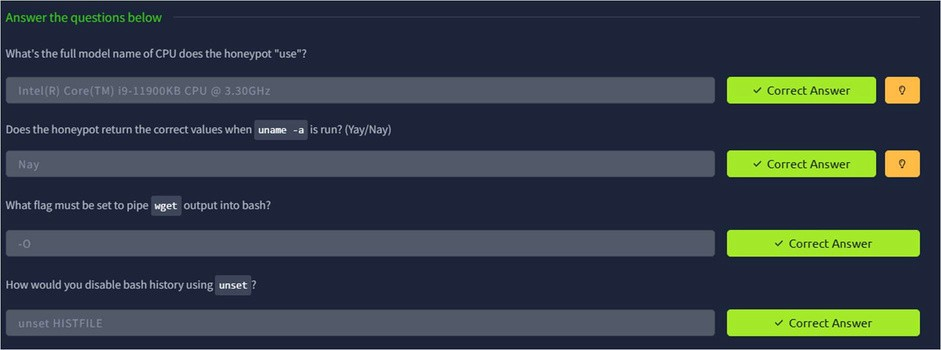 Answer the questions below
What's the full model name of CPU does the honeypot "use"?
Intel(R) Core(TM) i9-11900KB CPU @ 3.30GHz
Correct Answer
Does the honeypot return the correct values when uname -a is run? (Yay/Nay)
Nay
Correct Answer
What flag must be set to pipe wget output into bash?
-O
Correct Answer
How would you disable bash history using unset?
unset HISTFILE
Correct Answer